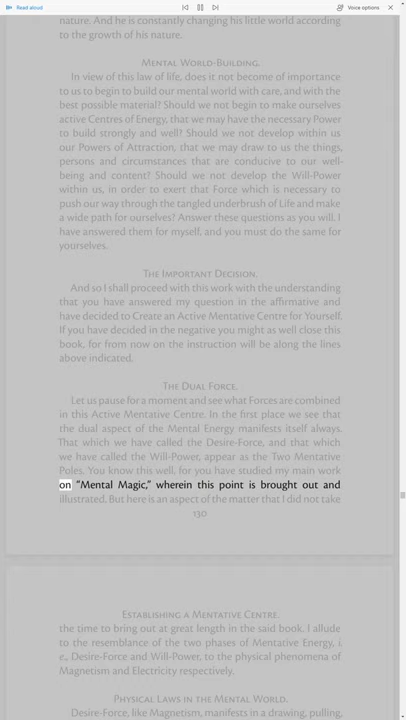 Read aloud
Voice options
nature. And he is constantly changing his little world according
to the growth of his nature.
Mental World-Building.
In view of this law of life, does it not become of importance
to us to begin to build our mental world with care, and with the
best possible material? Should we not begin to make ourselves
active Centres of Energy, that we may have the necessary Power
to build strongly and well? Should we not develop within us
our Powers of Attraction, that we may draw to us the things,
persons and circumstances that are conducive to our well-
being and content? Should we not develop the Will-Power
within us, in order to exert that Force which is necessary to
push our way through the tangled underbrush of Life and make
a wide path for ourselves? Answer these questions as you will. I
have answered them for myself, and you must do the same for
yourselves.
The Important Decision.
And so I shall proceed with this work with the understanding
that you have answered my question in the affirmative and
have decided to Create an Active Mentative Centre for Yourself.
If you have decided in the negative you might as well close this
book, for from now on the instruction will be along the lines
above indicated.
The Dual Force.
Let us pause for a moment and see what Forces are combined
in this Active Mentative Centre. In the first place we see that
the dual aspect of the Mental Energy manifests itself always.
That which we have called the Desire-Force, and that which
we have called the Will-Power, appear as the Two Mentative
Poles. You know this well, for you have studied my main work
on “Mental Magic,” wherein this point is brought out and
illustrated. But here is an aspect of the matter that I did not take
130
Establishing a Mentative Centre.
the time to bring out at great length in the said book. I allude
to the resemblance of the two phases of Mentative Energy, i.
e., Desire-Force and Will-Power, to the physical phenomena of
Magnetism and Electricity respectively.
Physical Laws in the Mental World.
Desire-Force, like Magnetism, manifests in a drawing, pulling,